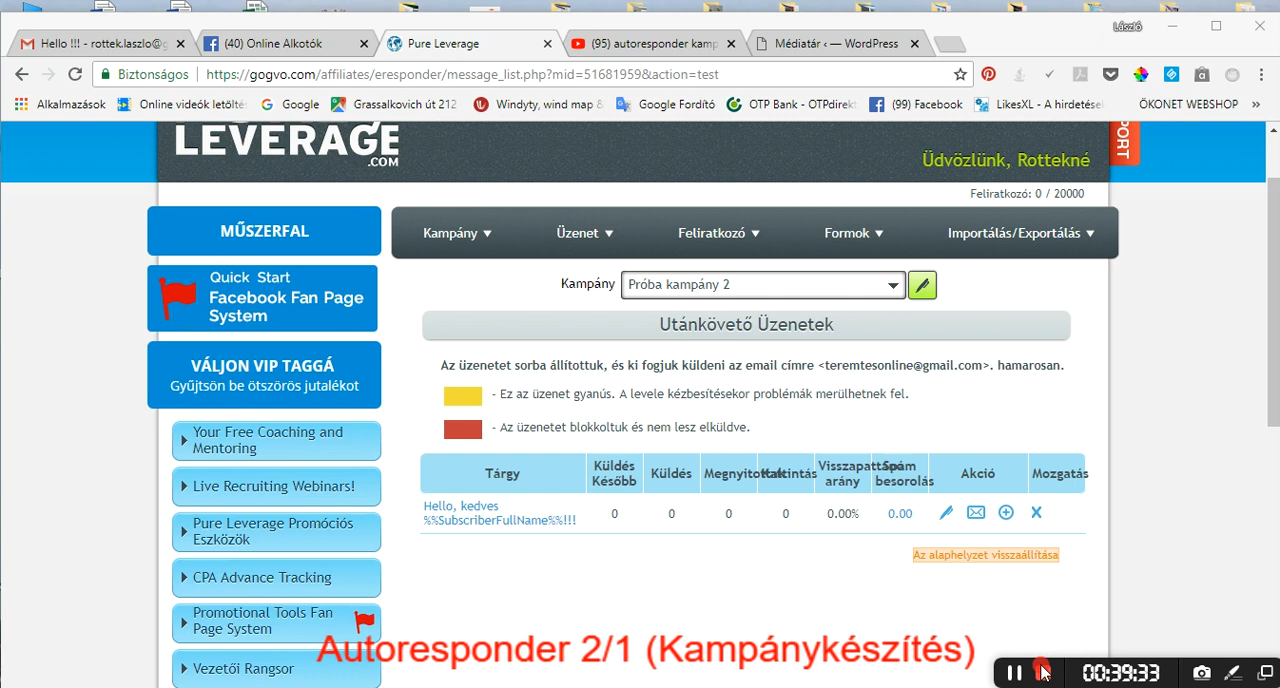 László
Hello !!! - rottek.laszlo@g
(40) Online Alkotók
Pure Leverage
(95) autoresponder kamp
Médiatár ‹ — WordPress
Biztonságos
https://gogvo.com/affiliates/eresponder/message_list.php?mid=51681959&action=test
Alkalmazások
Online videók letölté
Google
Grassalkovich út 212
Windyty, wind map &
Google Fordító
OTP Bank - OTPdirekt
(99) Facebook
LikesXL - A hirdetése
ÖKONET WEBSHOP
»
LEVERAGE
.COM
PORT
Üdvözlünk, Rottekné
Feliratkozó: 0 / 20000
MŰSZERFAL
Kampány ▼
Üzenet ▼
Feliratkozó ▼
Formok ▼
Importálás/Exportálás ▼
Quick Start
Facebook Fan Page
System
Kampány
Próba kampány 2
Utánkövető Üzenetek
VÁLJON VIP TAGGÁ
Gyűjtsön be ötszörös jutalékot
Az üzenetet sorba állítottuk, és ki fogjuk küldeni az email címre <teremtesonline@gmail.com>. hamarosan.
- Ez az üzenet gyanús. A levele kézbesítésekor problémák merülhetnek fel.
- Az üzenetet blokkoltuk és nem lesz elküldve.
Your Free Coaching and
Mentoring
Live Recruiting Webinars!
Pure Leverage Promóciós
Eszközök
CPA Advance Tracking
Promotional Tools Fan
Page System
Vezetői Rangsor
Tárgy
Küldés
Később
Küldés
Megnyitottak
Kattintás
Visszapattanó
arány
Spám
besorolás
Akció
Mozgatás
Hello, kedves
%%SubscriberFullName%%!!!
0
0
0
0
0.00%
0.00
Az alaphelyzet visszaállítása
Autoresponder 2/1 (Kampánykészítés)
00:39:33